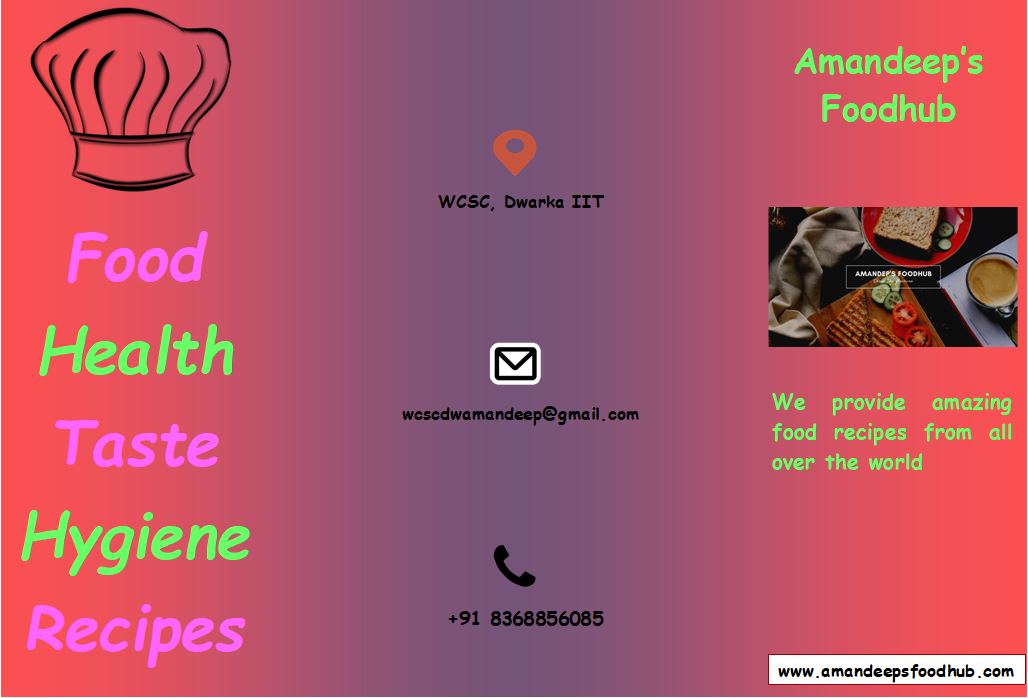 Food
Health
Taste
Hygiene
Recipes
WCSC, Dwarka IIT
wcscdwamandeep@gmail.com
+91 8368856085
Amandeep’s
Foodhub
AMANDEP'S FOODHUB
We provide amazing
food recipes from all
over the world
www.amandeepsfoodhub.com